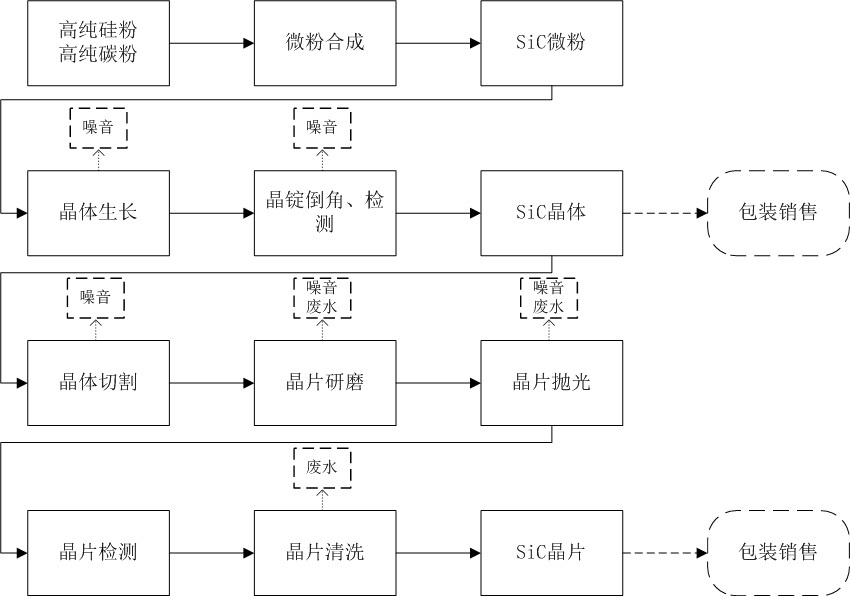 高纯硅粉
高纯碳粉
微粉合成
SiC微粉
噪音
噪音
晶体生长
晶锭倒角、检
测
SiC晶体
包装销售
噪音
噪音
废水
噪音
废水
晶体切割
晶片研磨
晶片抛光
废水
晶片检测
晶片清洗
SiC晶片
包装销售